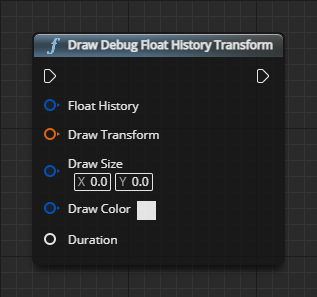 f Draw Debug Float History Transform
Float History
Draw Transform
Draw Size
X 0.0 Y 0.0
Draw Color
Duration